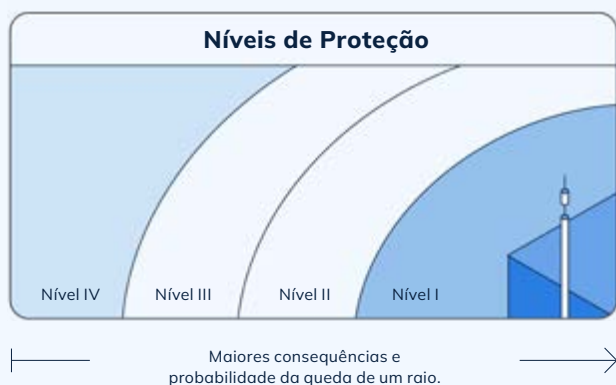 Níveis de Proteção
Nível IV
Nível III
Nível II
Nível I
Maiores consequências e
probabilidade da queda de um raio.